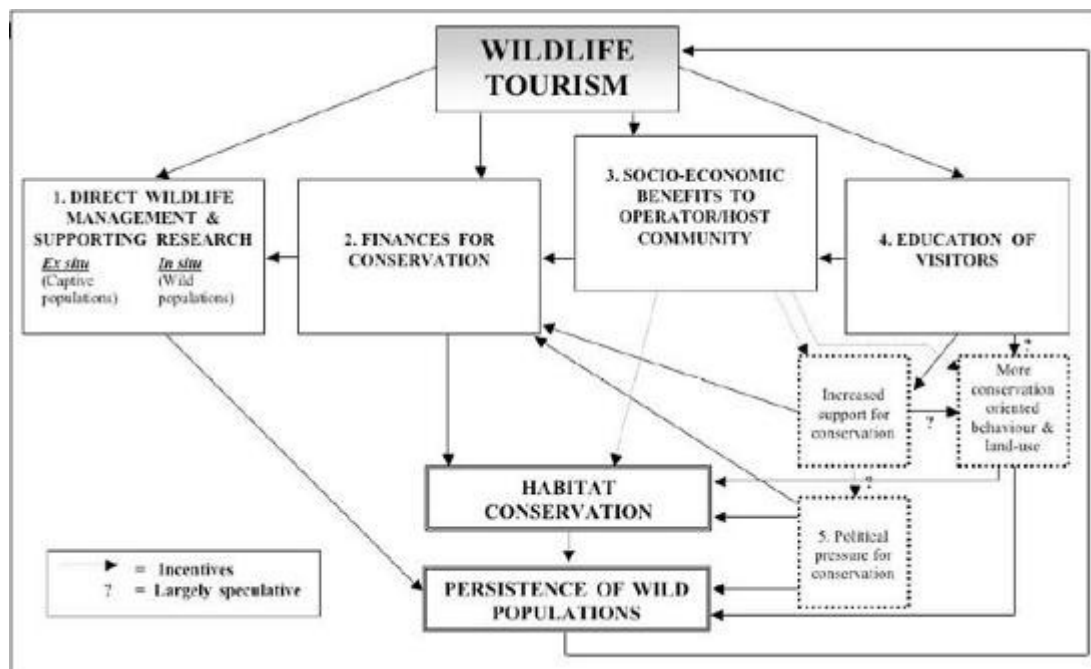 WILDLIFE
TOURISM
1. DIRECT WILDLIFE
MANAGEMENT &
SUPPORTING RESEARCH
Ex situ In situ
(Captive (Wild
populations) populations)
2. FINANCES FOR
CONSERVATION
3. SOCIO-ECONOMIC
BENEFITS TO
OPERATOR/HOST
COMMUNITY
4. EDUCATION OF
VISITORS
?
Increased
support for
conservation
?
More
conservation
oriented
behaviour &
land-use
?
HABITAT
CONSERVATION
5. Political
pressure for
conservation
PERSISTENCE OF WILD
POPULATIONS
= Incentives
? = Largely speculative